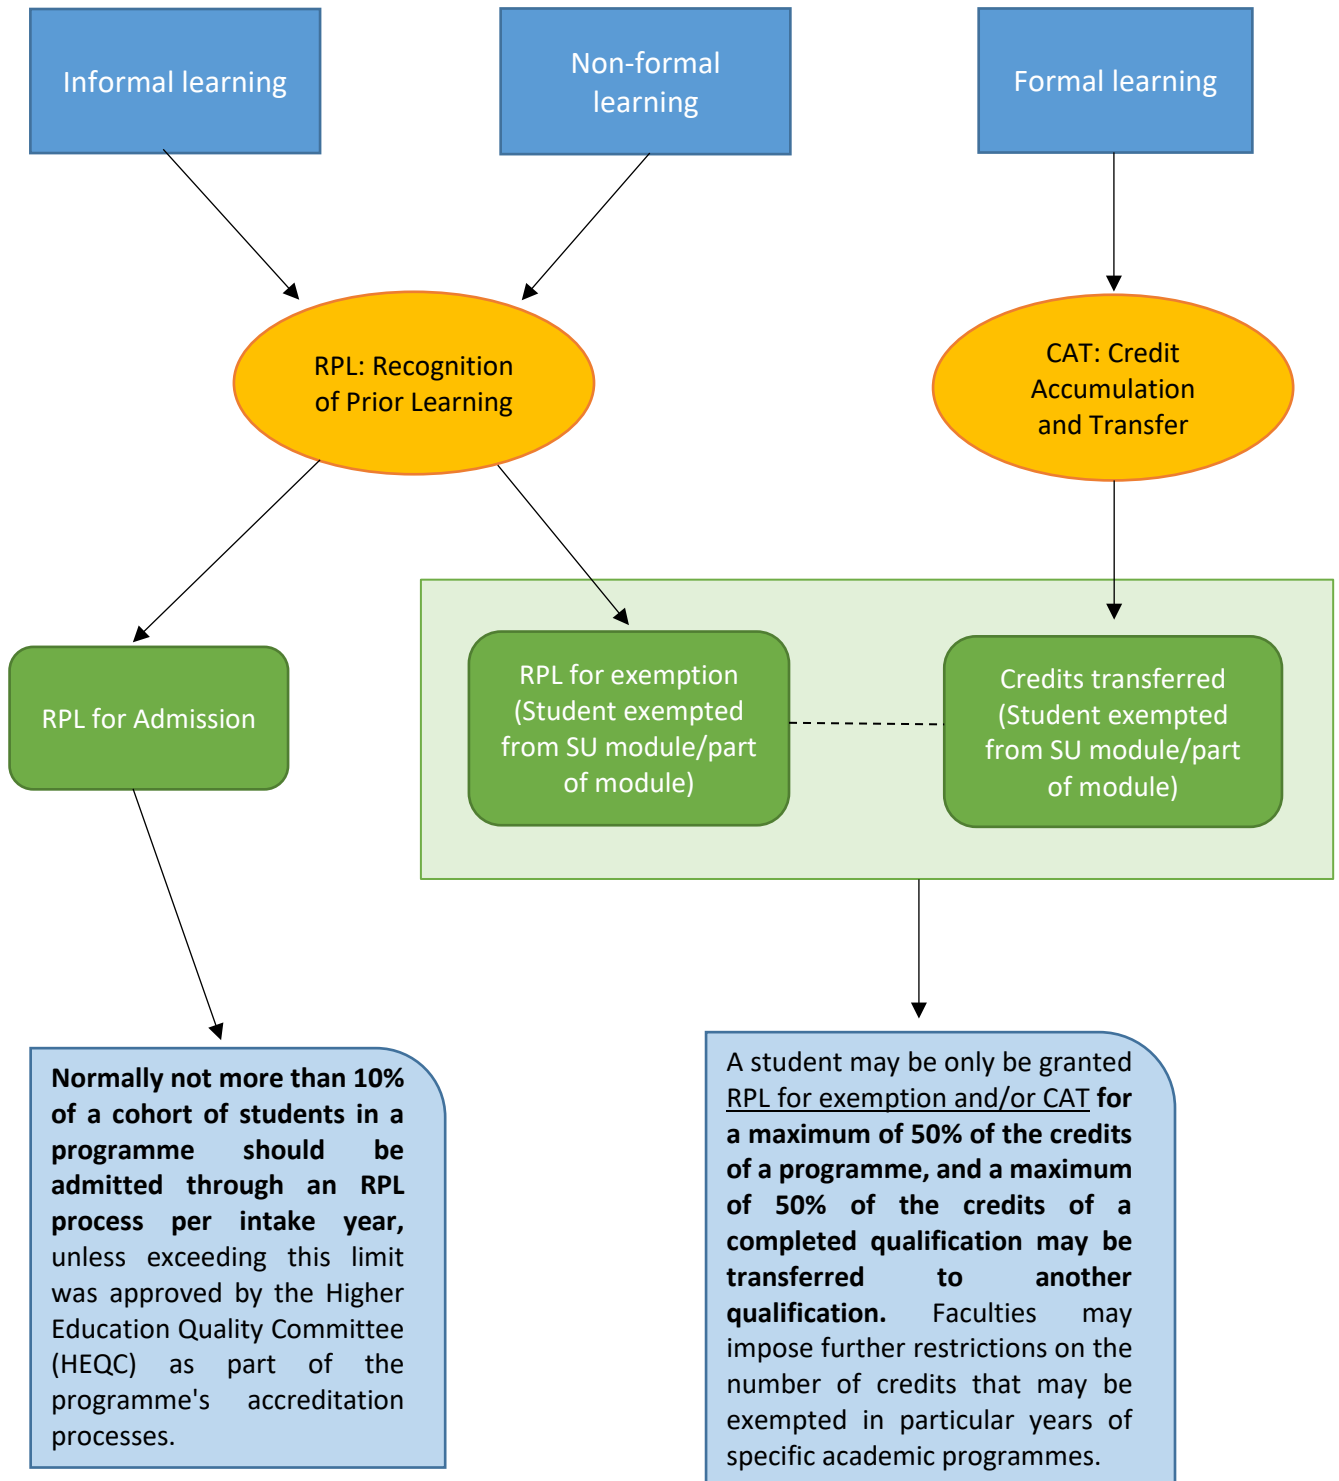 Informal learning
Non-formal
learning
Formal learning
RPL: Recognition
of Prior Learning
CAT: Credit
Accumulation
and Transfer
RPL for Admission
RPL for exemption
(Student exempted
from SU module/part
of module)
Credits transferred
(Student exempted
from SU module/part
of module)
Normally not more than 10%
of a cohort of students in a
programme should be
admitted through an RPL
process per intake year,
unless exceeding this limit
was approved by the Higher
Education Quality Committee
(HEQC) as part of the
programme's accreditation
processes.
A student may be only be granted
RPL for exemption and/or CAT for
a maximum of 50% of the credits
of a programme, and a maximum
of 50% of the credits of a
completed qualification may be
transferred to another
qualification. Faculties may
impose further restrictions on the
number of credits that may be
exempted in particular years of
specific academic programmes.